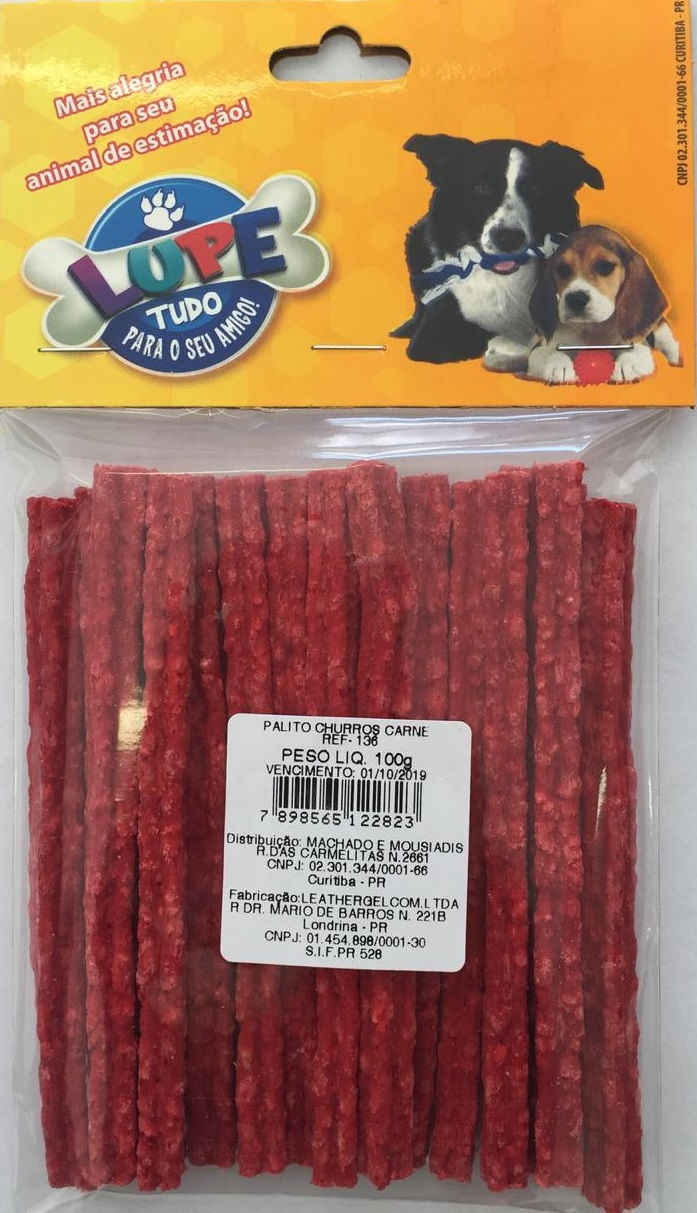 CNPJ 02.301.344/0001-66 CURITIBA - PR
Mais alegria
para seu
animal de estimação!
LUPE
TUDO
PARA O SEU AMIGO!
PALITO CHURROS CARNE
REF- 136
PESO LIQ. 100g
VENCIMENTO: 01/10/2019
7 898565 122823
Distribuição: MACHADO E MOUSIADIS
R.DAS CARMELITAS N.2661
CNPJ: 02.301.344/0001-66
Curitiba - PR
Fabricação:LEATHERGEL.COM.LTDA
R DR. MARIO DE BARROS N. 221B
Londrina - PR
CNPJ: 01.454.898/0001-30
S.I.F.PR 528